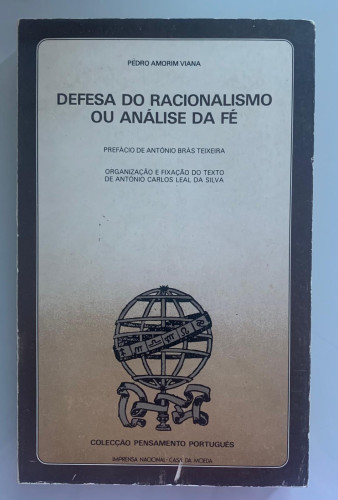 PEDRO AMORIM VIANA
DEFESA DO RACIONALISMO
OU ANÁLISE DA FÉ
PREFÁCIO DE ANTÓNIO BRÁS TEIXEIRA
ORGANIZAÇÃO E FIXAÇÃO DO TEXTO
DE ANTÓNIO CARLOS LEAL DA SILVA
COLECÇÃO PENSAMENTO PORTUGUÊS
IMPRENSA NACIONAL-CASA DA MOEDA